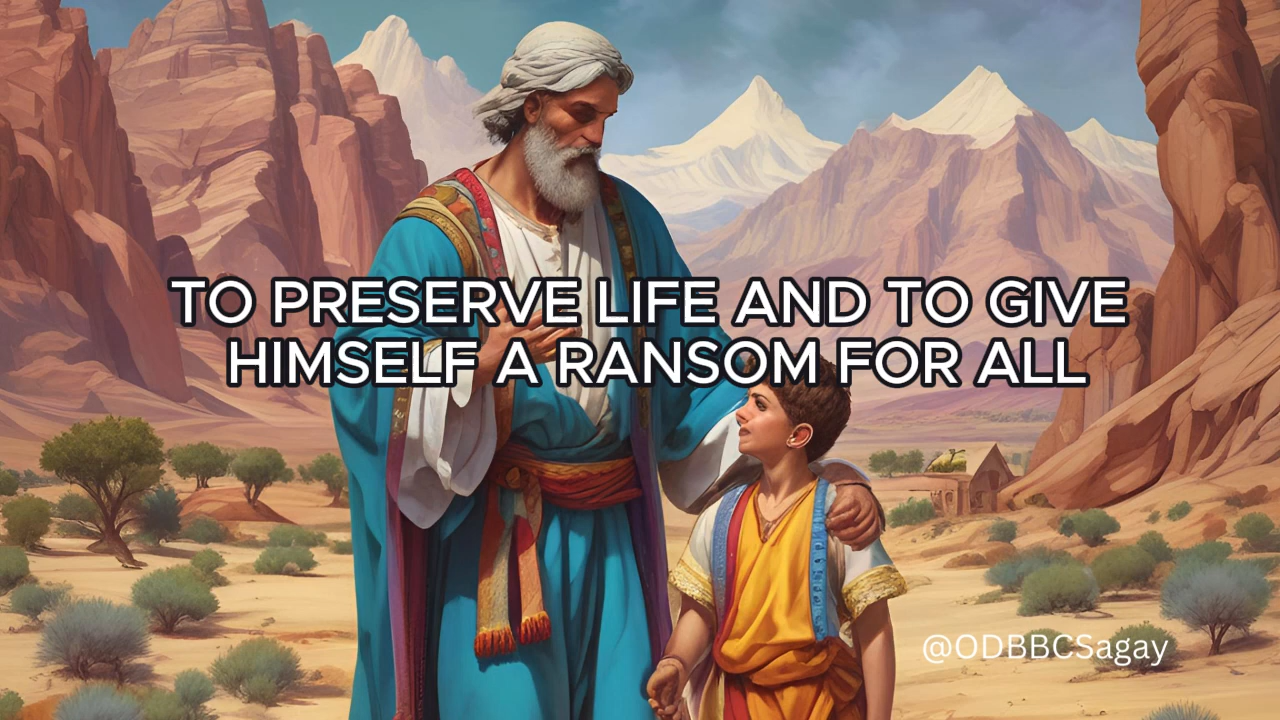 TO PRESERVE LIFE AND TO GIVE
HIMSELF A RANSOM FOR ALL
@ODBBCSagay